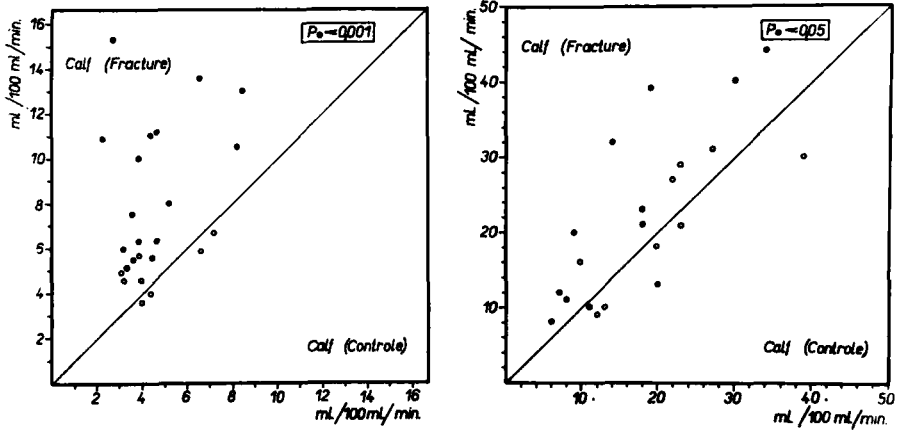 mL /100 mL/min.
16
14
12
10
8
6
4
2
P●=<0,001
Calf (Fracture)
Calf (Controle)
2
4
6
8
10
12
14
16
mL/100mL/min.
mL /100 mL/ min.
50
40
30
20
10
P●=<0,05
Calf (Fracture)
Calf (Controle)
10
20
30
40
50
mL/100 mL/min.